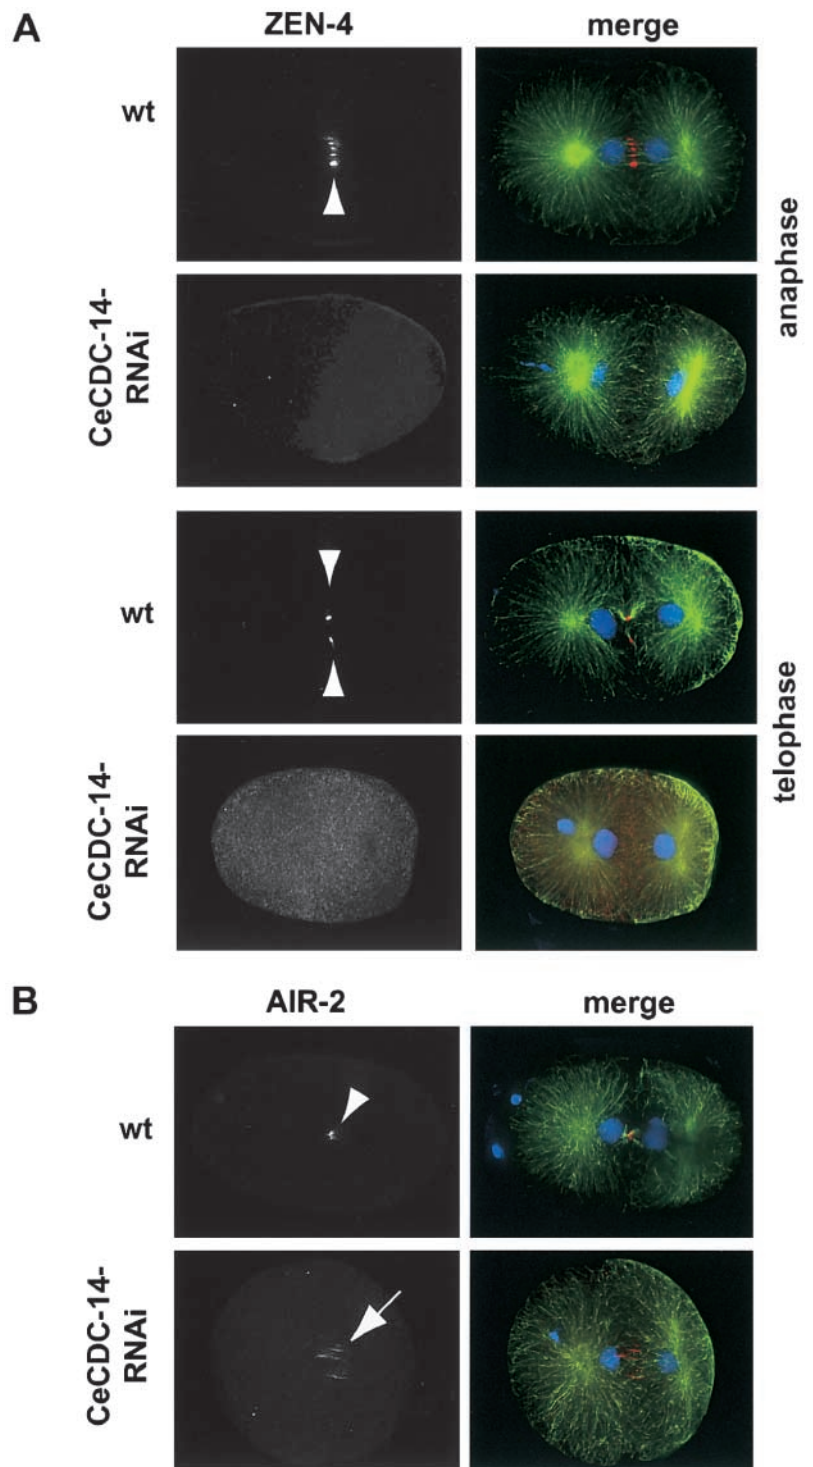 A
ZEN-4
merge
wt
CeCDC-14-
RNAi
anaphase
wt
CeCDC-14-
RNAi
telophase
B
AIR-2
merge
wt
CeCDC-14-
RNAi